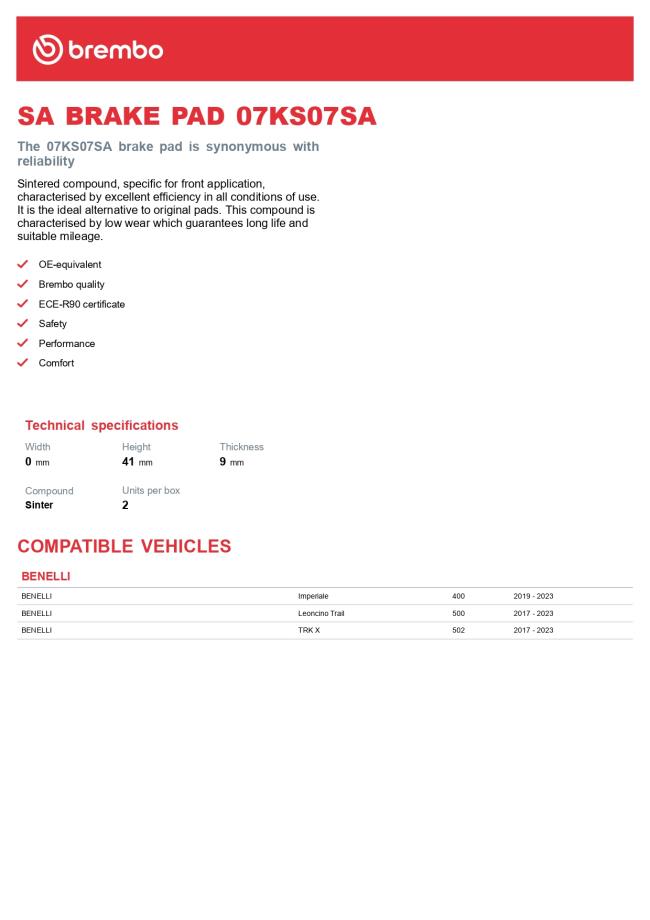 brembo
SA BRAKE PAD 07KS07SA
The 07KS07SA brake pad is synonymous with
reliability
Sintered compound, specific for front application,
characterised by excellent efficiency in all conditions of use.
It is the ideal alternative to original pads. This compound is
characterised by low wear which guarantees long life and
suitable mileage.
OE-equivalent
Brembo quality
ECE-R90 certificate
Safety
Performance
Comfort
Technical specifications
Width Height Thickness
0 mm 41 mm 9 mm
Compound Units per box
Sinter 2
COMPATIBLE VEHICLES
BENELLI
BENELLI Imperiale 400 2019 - 2023
BENELLI Leoncino Trail 500 2017 - 2023
BENELLI TRK X 502 2017 - 2023